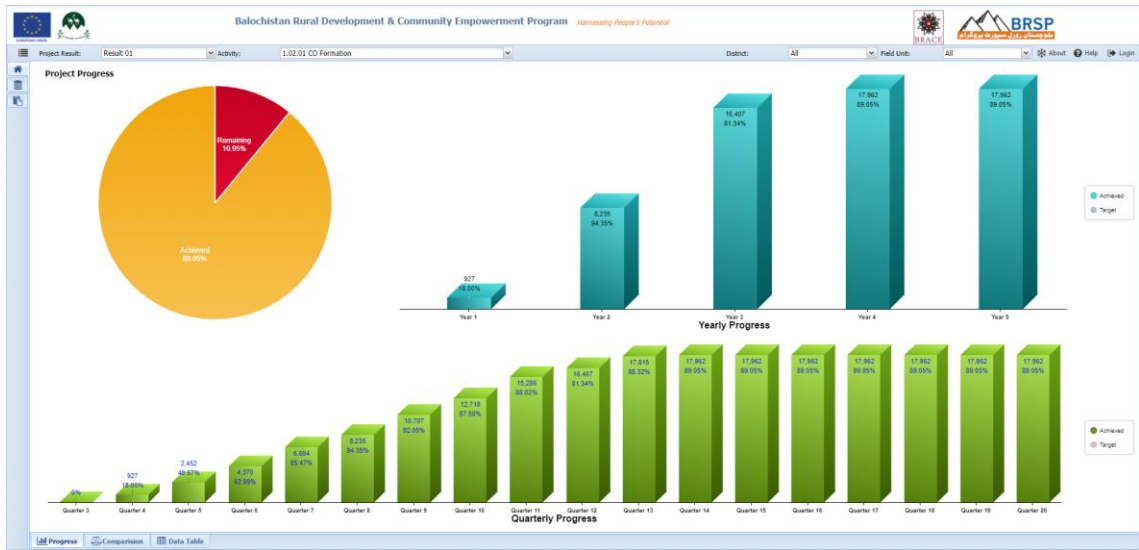 Balochistan Rural Development & Community Empowerment Program Harnessing People's Potential
BRACE
BRSP
بلوچستان رورل سپورٹ پروگرام
Project Result: Result 01 Activity: 1.02.01 CO Formation District: All Field Unit: All About Help Login
Project Progress
Remaining
10.95%
Achieved
89.05%
927
18.00%
8,235
94.35%
16,407
81.34%
17,962
89.05%
17,962
89.05%
Year 1 Year 2 Year 3 Year 4 Year 5
Yearly Progress
Achieved
Target
0%
927
18.00%
2,452
40.57%
4,370
62.99%
6,694
85.47%
8,235
94.35%
10,707
92.05%
12,718
87.50%
15,286
88.02%
16,407
81.34%
17,815
88.32%
17,962
89.05%
17,962
89.05%
17,962
89.05%
17,962
89.05%
17,962
89.05%
17,962
89.05%
17,962
89.05%
Quarter 3 Quarter 4 Quarter 5 Quarter 6 Quarter 7 Quarter 8 Quarter 9 Quarter 10 Quarter 11 Quarter 12 Quarter 13 Quarter 14 Quarter 15 Quarter 16 Quarter 17 Quarter 18 Quarter 19 Quarter 20
Quarterly Progress
Achieved
Target
Progress Comparision Data Table